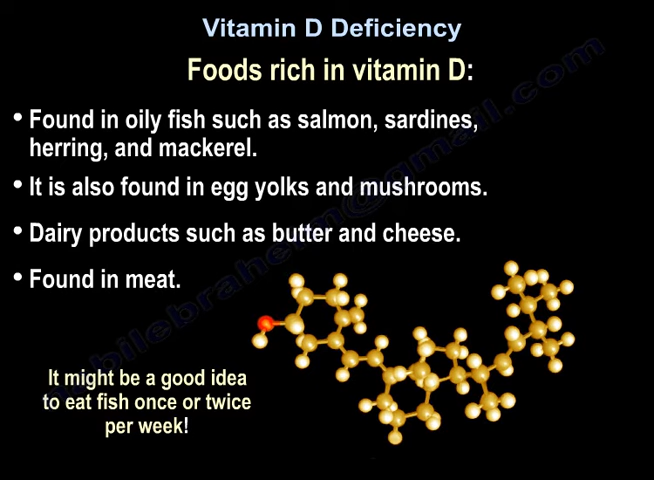 Vitamin D Deficiency
Foods rich in vitamin D:
• Found in oily fish such as salmon, sardines,
herring, and mackerel.
• It is also found in egg yolks and mushrooms.
• Dairy products such as butter and cheese.
• Found in meat.
It might be a good idea
to eat fish once or twice
per week!